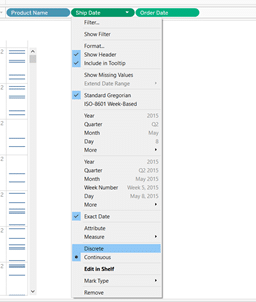 Product Name
Ship Date
Order Date
Filter...
Show Filter
Format...
Show Header
Include in Tooltip
Show Missing Values
Extend Date Range
Standard Gregorian
ISO-8601 Week-Based
Year 2015
Quarter Q2
Month May
Day 8
More
Year 2015
Quarter Q2 2015
Month May 2015
Week Number Week 5, 2015
Day May 8, 2015
More
Exact Date
Attribute
Measure
Discrete
Continuous
Edit in Shelf
Mark Type
Remove